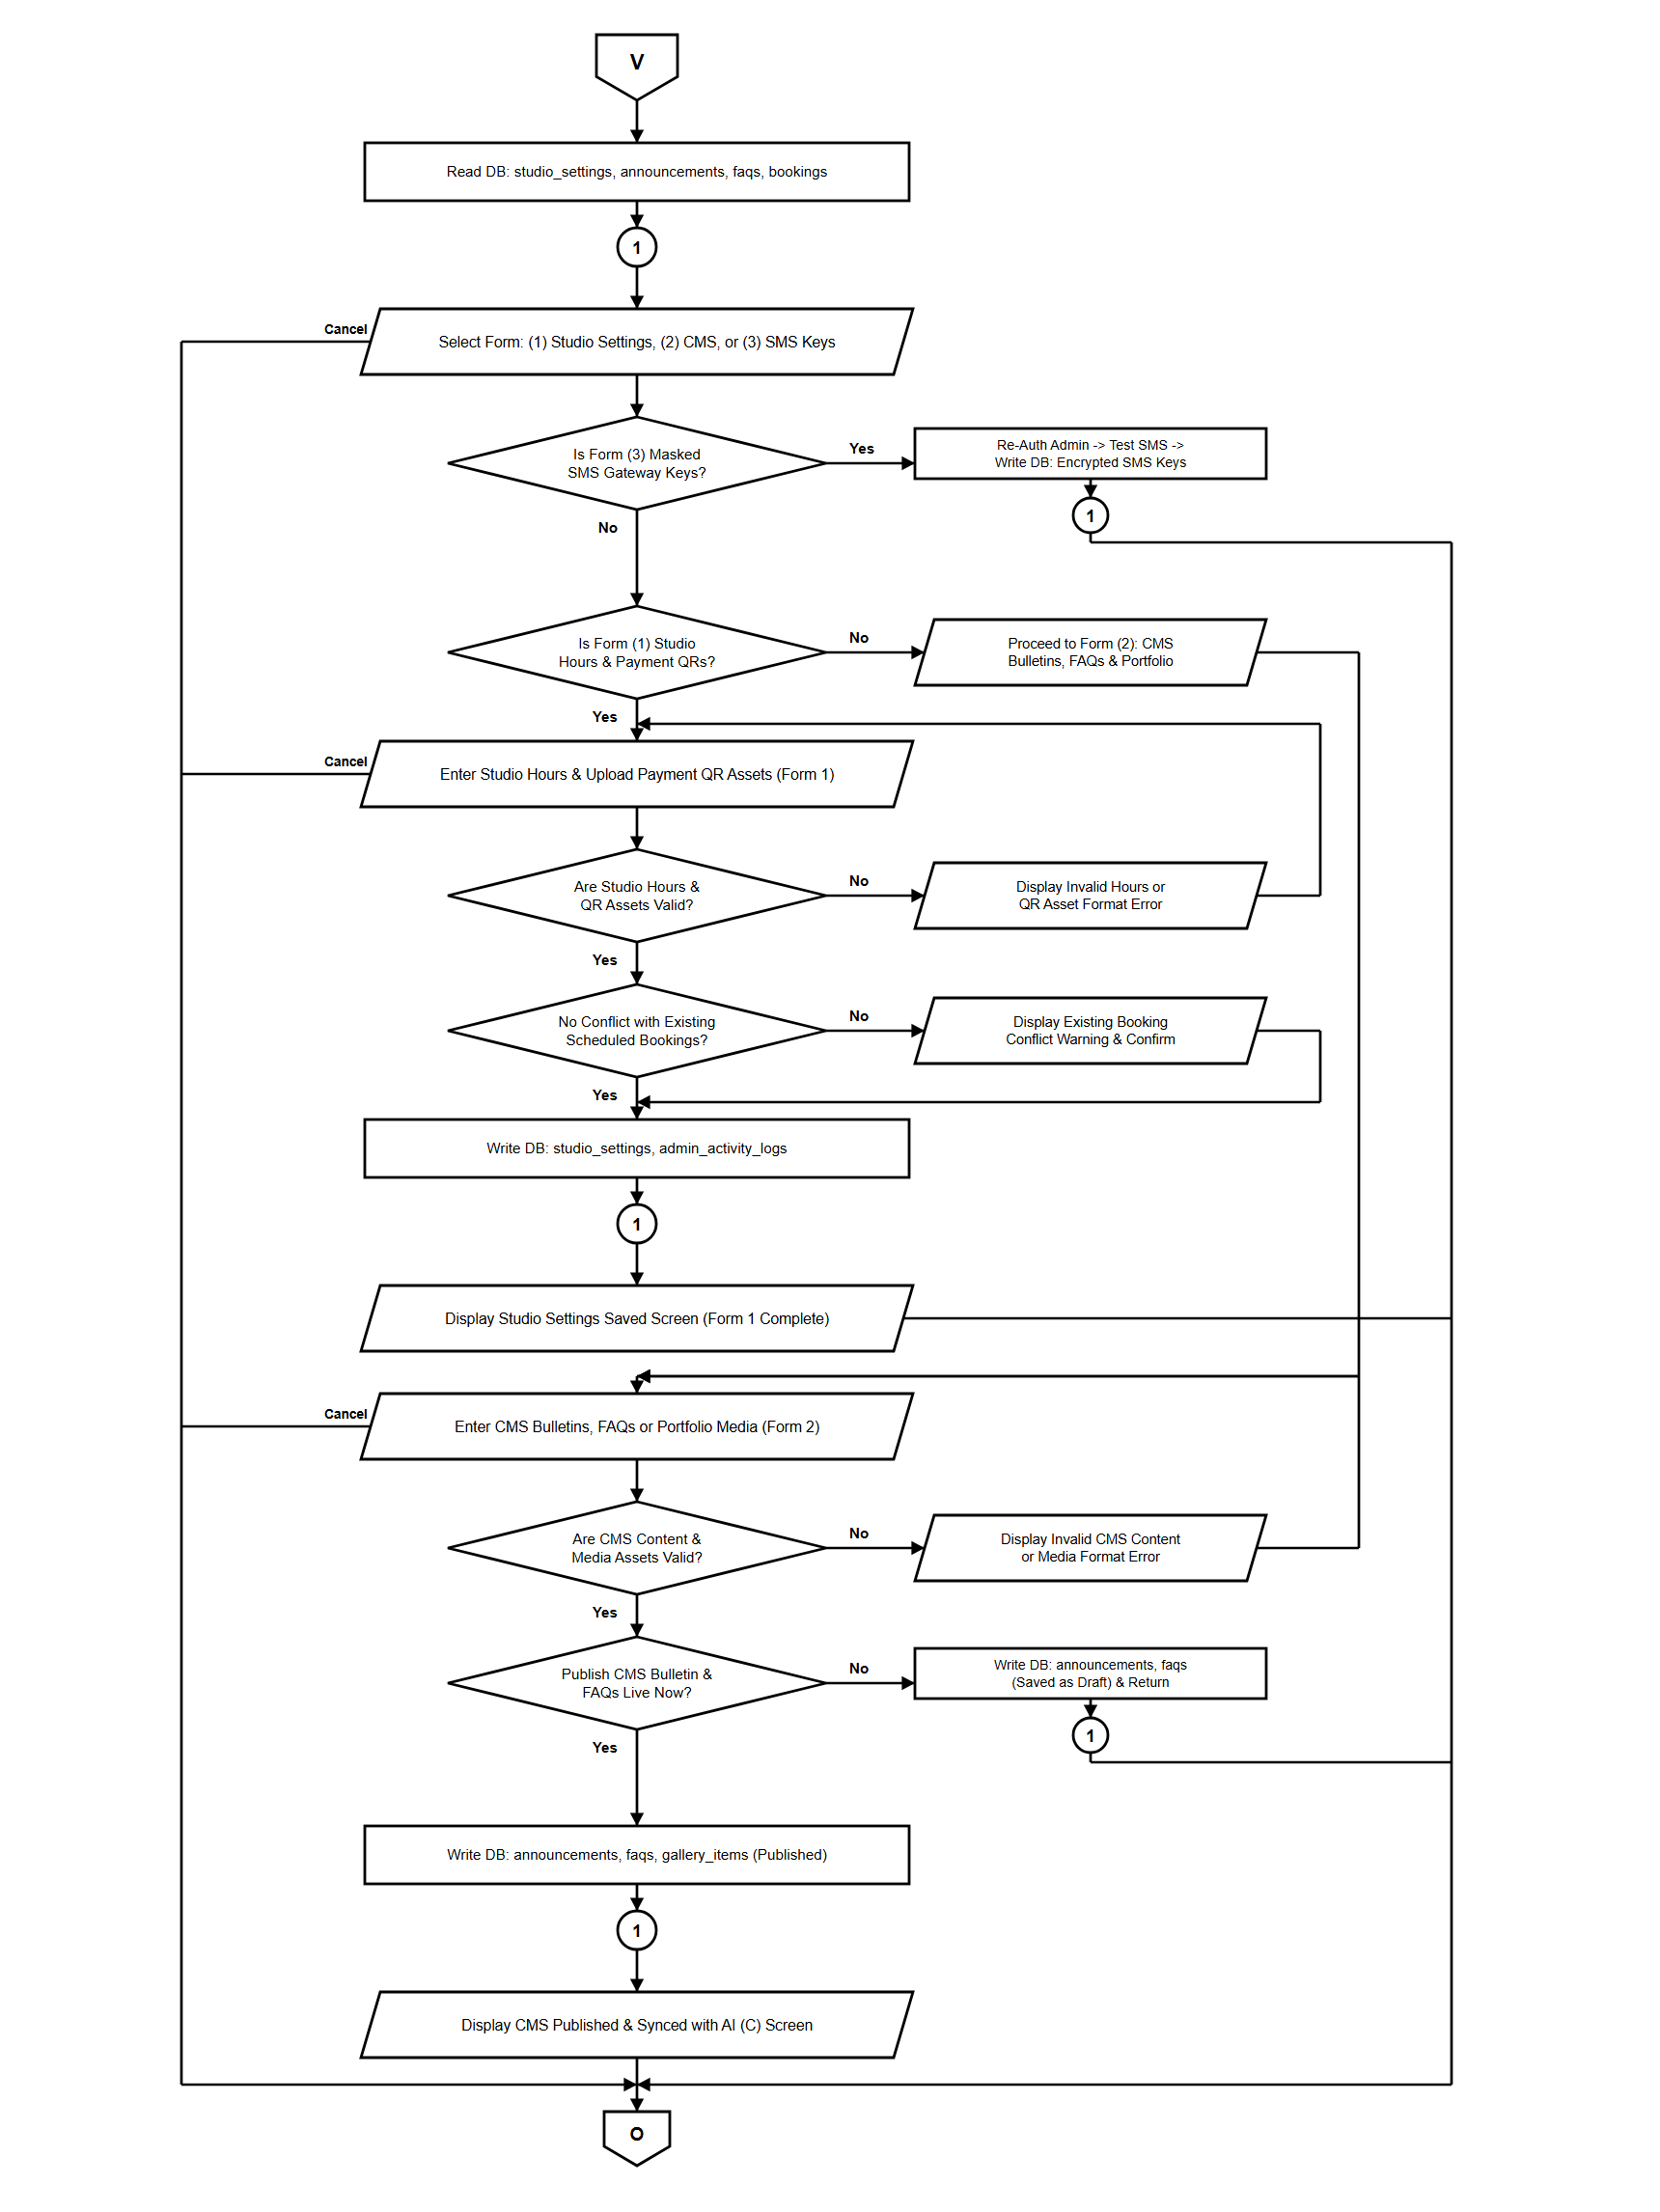 V
Read DB: studio_settings, announcements, faqs, bookings
1
Cancel
Select Form: (1) Studio Settings, (2) CMS, or (3) SMS Keys
Is Form (3) Masked
SMS Gateway Keys?
Yes
Re-Auth Admin -> Test SMS ->
Write DB: Encrypted SMS Keys
1
No
Is Form (1) Studio
Hours & Payment QRs?
No
Proceed to Form (2): CMS
Bulletins, FAQs & Portfolio
Yes
Cancel
Enter Studio Hours & Upload Payment QR Assets (Form 1)
Are Studio Hours &
QR Assets Valid?
No
Display Invalid Hours or
QR Asset Format Error
Yes
No Conflict with Existing
Scheduled Bookings?
No
Display Existing Booking
Conflict Warning & Confirm
Yes
Write DB: studio_settings, admin_activity_logs
1
Display Studio Settings Saved Screen (Form 1 Complete)
Cancel
Enter CMS Bulletins, FAQs or Portfolio Media (Form 2)
Are CMS Content &
Media Assets Valid?
No
Display Invalid CMS Content
or Media Format Error
Yes
Publish CMS Bulletin &
FAQs Live Now?
No
Write DB: announcements, faqs
(Saved as Draft) & Return
1
Yes
Write DB: announcements, faqs, gallery_items (Published)
1
Display CMS Published & Synced with AI (C) Screen
O